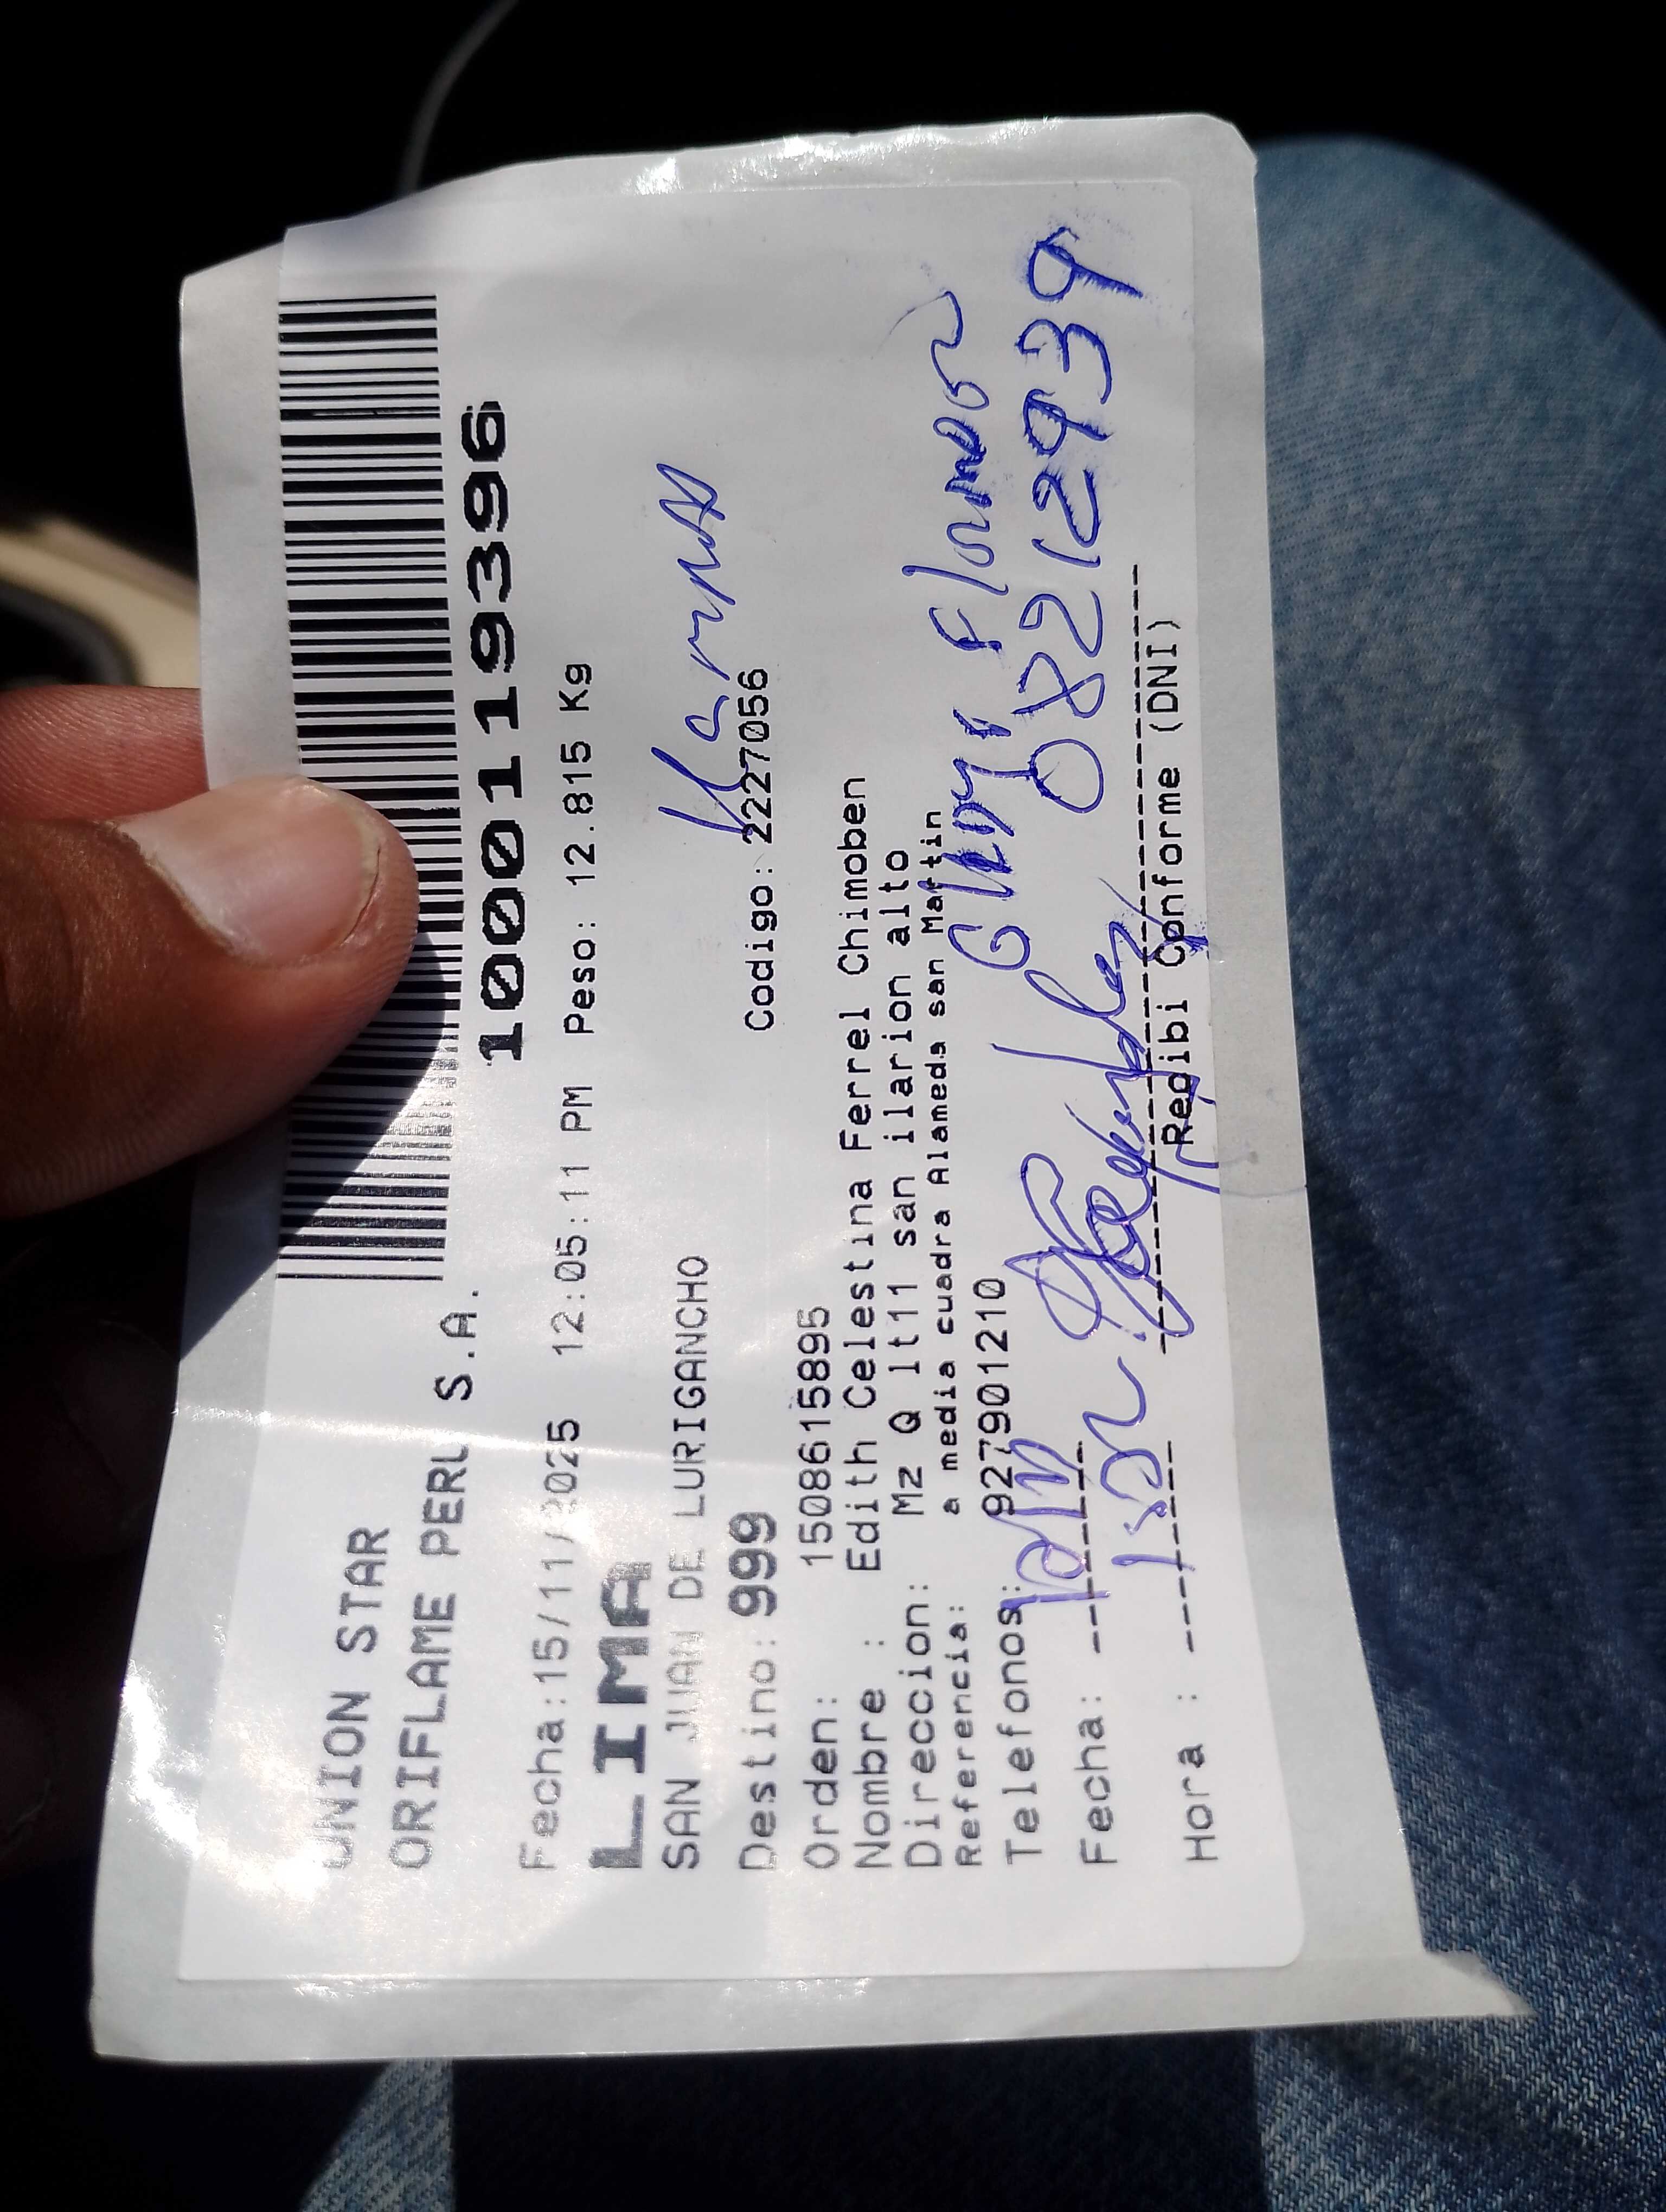 UNION STAR
ORIFLAME PERU S.A.
10001193966
Fecha:15/11/2025 12:05:11 PM Peso: 12.815 Kg
LIMA
SAN JUAN DE LURIGANCHO
Destino: 999 Codigo: 2227056
Orden: 1508615895
Nombre : Edith Celestina Ferrel Chimoben
Direccion: Mz Q lt11 san ilarion alto
Referencia: a media cuadra Alameda san Martin
Telefonos: 927901210
08212939
Fecha:
Hora :
Recibi Conforme (DNI)